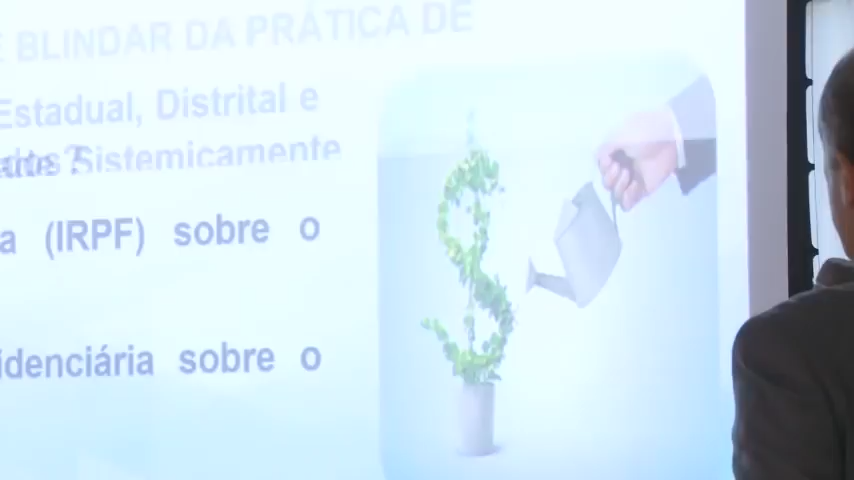 E BLINDAR DA PRÁTICA DE
Estadual, Distrital e
Sistemicamente
a (IRPF) sobre o
idenciária sobre o